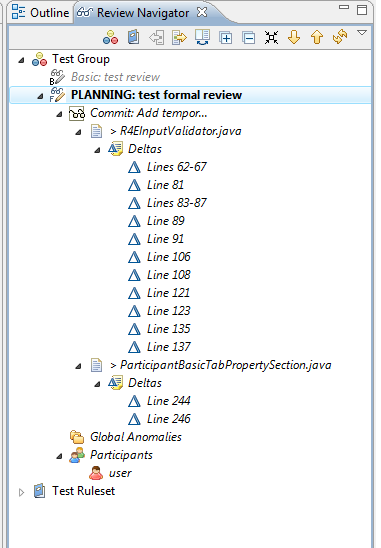 Outline Review Navigator
Test Group
Basic: test review
PLANNING: test formal review
Commit: Add tempor...
> R4EInputValidator.java
Deltas
Lines 62-67
Line 81
Lines 83-87
Line 89
Line 91
Line 106
Line 108
Line 121
Line 123
Line 135
Line 137
> ParticipantBasicTabPropertySection.java
Deltas
Line 244
Line 246
Global Anomalies
Participants
user
Test Ruleset